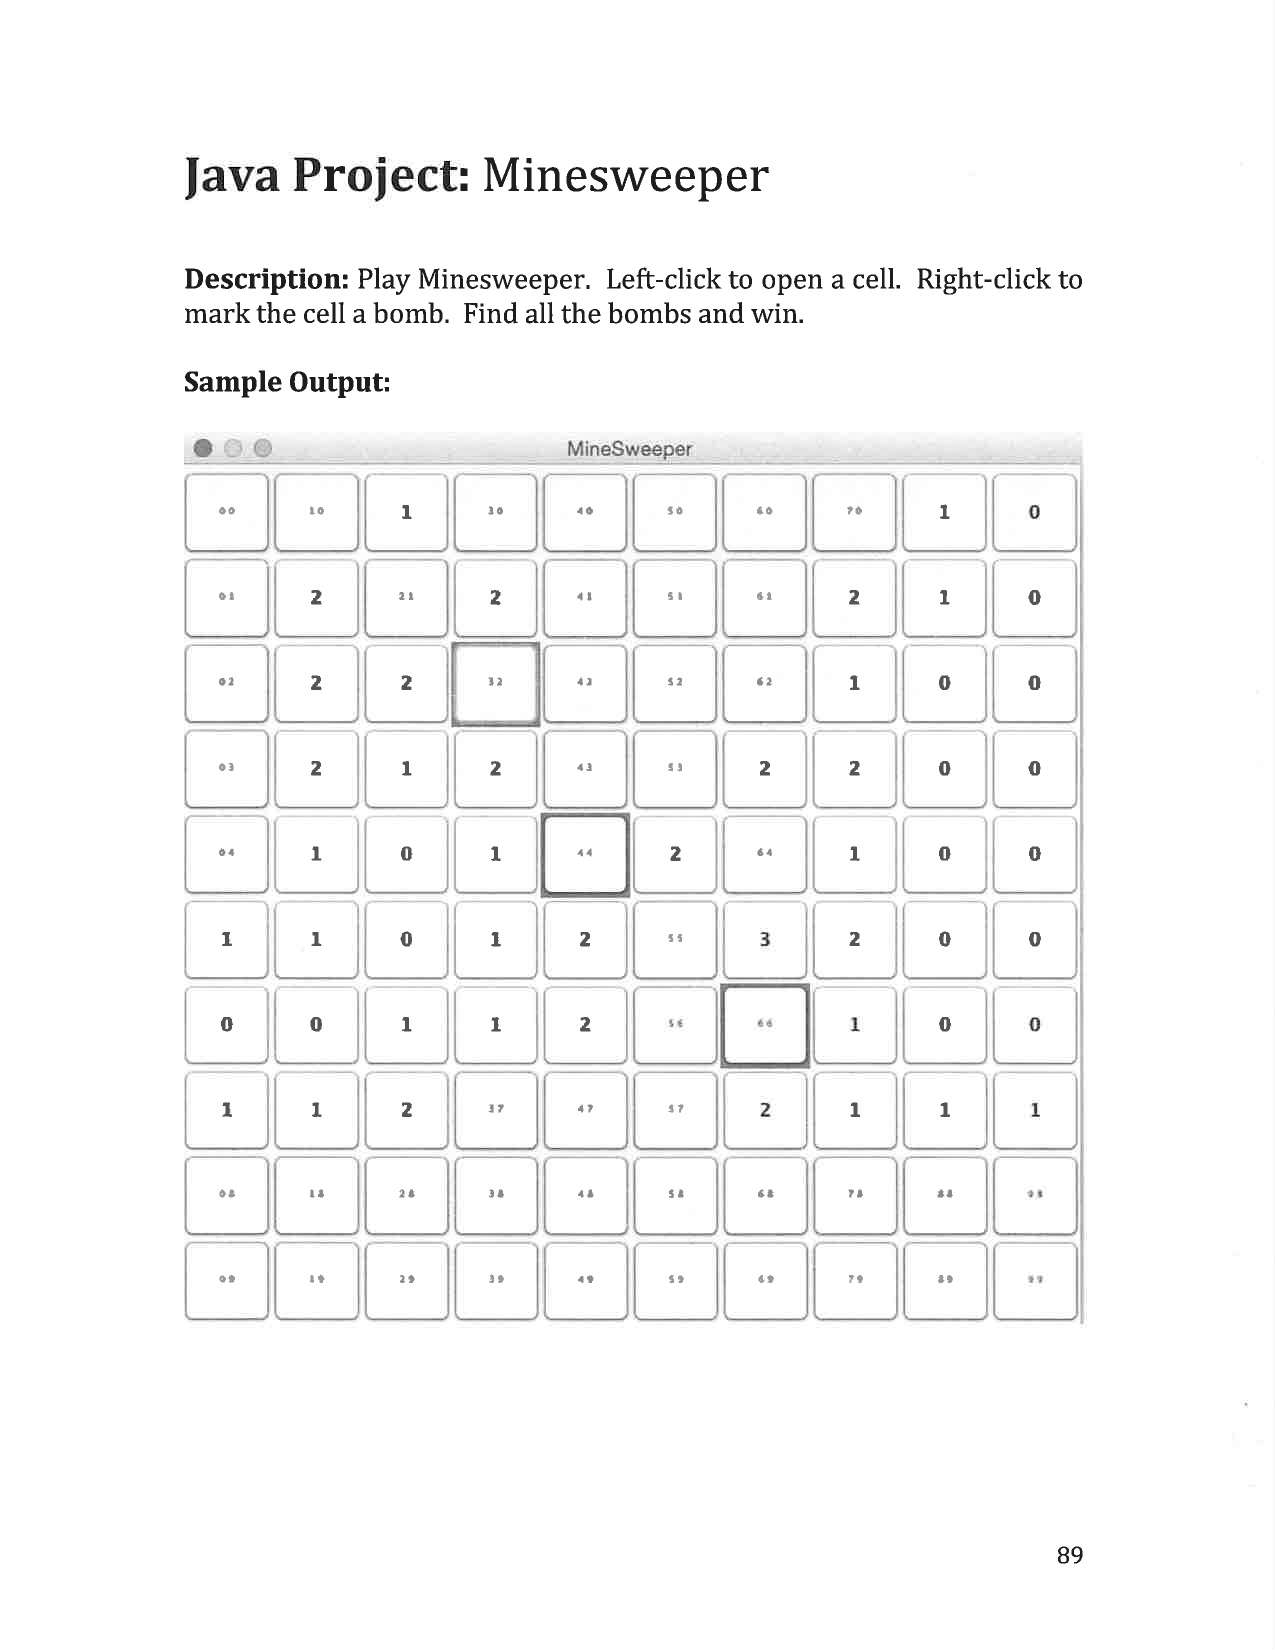 Java Project: Minesweeper
Description: Play Minesweeper. Left-click to open a cell. Right-click to
mark the cell a bomb. Find all the bombs and win.
Sample Output:
MineSweeper
00 10 1 30 40 50 60 70 1 0
01 2 21 2 41 51 61 2 1 0
02 2 2 32 42 52 62 1 0 0
03 2 1 2 43 53 2 2 0 0
04 1 0 1 44 2 64 1 0 0
1 1 0 1 2 55 3 2 0 0
0 0 1 1 2 56 66 1 0 0
1 1 2 37 47 57 2 1 1 1
08 18 28 38 48 58 68 78 88 98
09 19 29 39 49 59 69 79 89 99
89